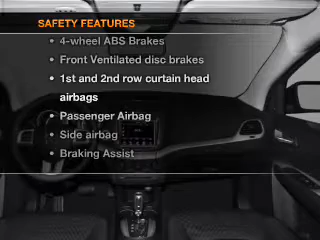 SAFETY FEATURES
• 4-wheel ABS Brakes
• Front Ventilated disc brakes
• 1st and 2nd row curtain head
airbags
• Passenger Airbag
• Side airbag
• Braking Assist